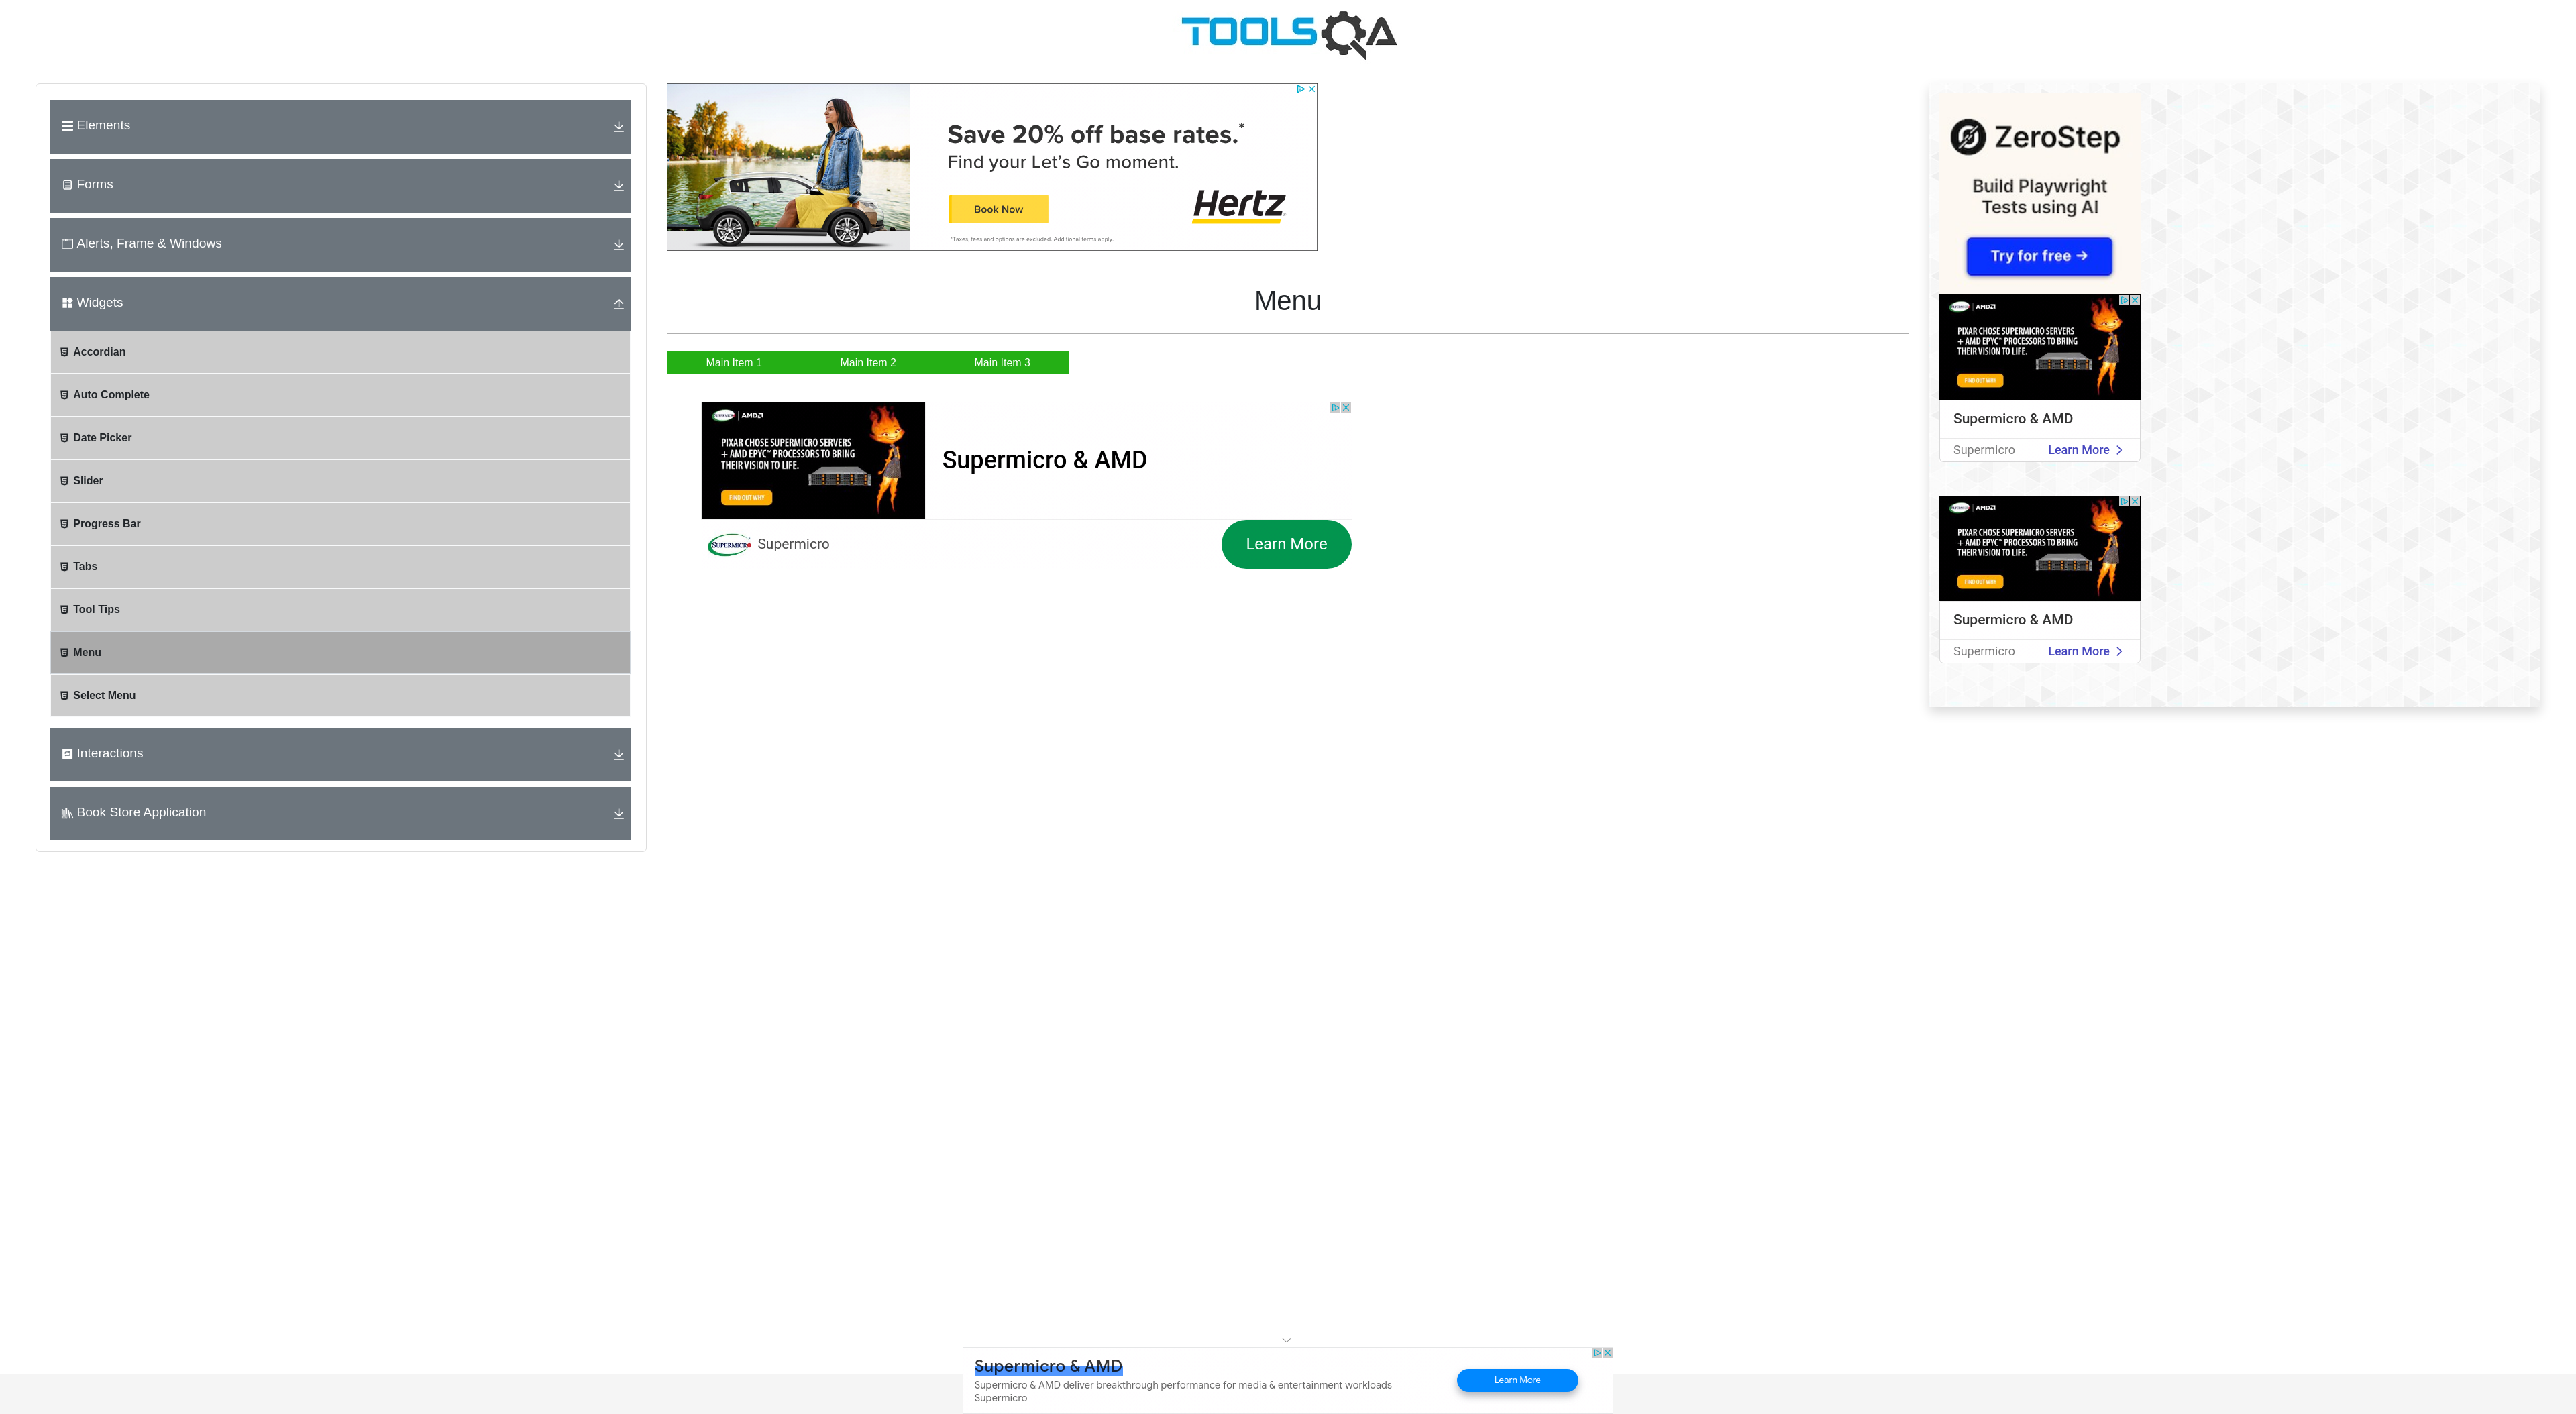 TOOLSQA
Elements
Forms
Alerts, Frame & Windows
Widgets
Accordian
Auto Complete
Date Picker
Slider
Progress Bar
Tabs
Tool Tips
Menu
Select Menu
Interactions
Book Store Application
Save 20% off base rates.*
Find your Let's Go moment.
Book Now
Hertz
*Taxes, fees and options are excluded. Additional terms apply.
Menu
Main Item 1
Main Item 2
Main Item 3
SUPERMICRO | AMD
PIXAR CHOSE SUPERMICRO SERVERS
+ AMD EPYC™ PROCESSORS TO BRING
THEIR VISION TO LIFE.
FIND OUT WHY
Supermicro & AMD
SUPERMICRO
Supermicro
Learn More
ZeroStep
Build Playwright
Tests using AI
Try for free →
AMD
PIXAR CHOSE SUPERMICRO SERVERS
+ AMD EPYC™ PROCESSORS TO BRING
THEIR VISION TO LIFE.
FIND OUT WHY
Supermicro & AMD
Supermicro
Learn More
AMD
PIXAR CHOSE SUPERMICRO SERVERS
+ AMD EPYC™ PROCESSORS TO BRING
THEIR VISION TO LIFE.
FIND OUT WHY
Supermicro & AMD
Supermicro
Learn More
Supermicro & AMD
Supermicro & AMD deliver breakthrough performance for media & entertainment workloads
Supermicro
Learn More